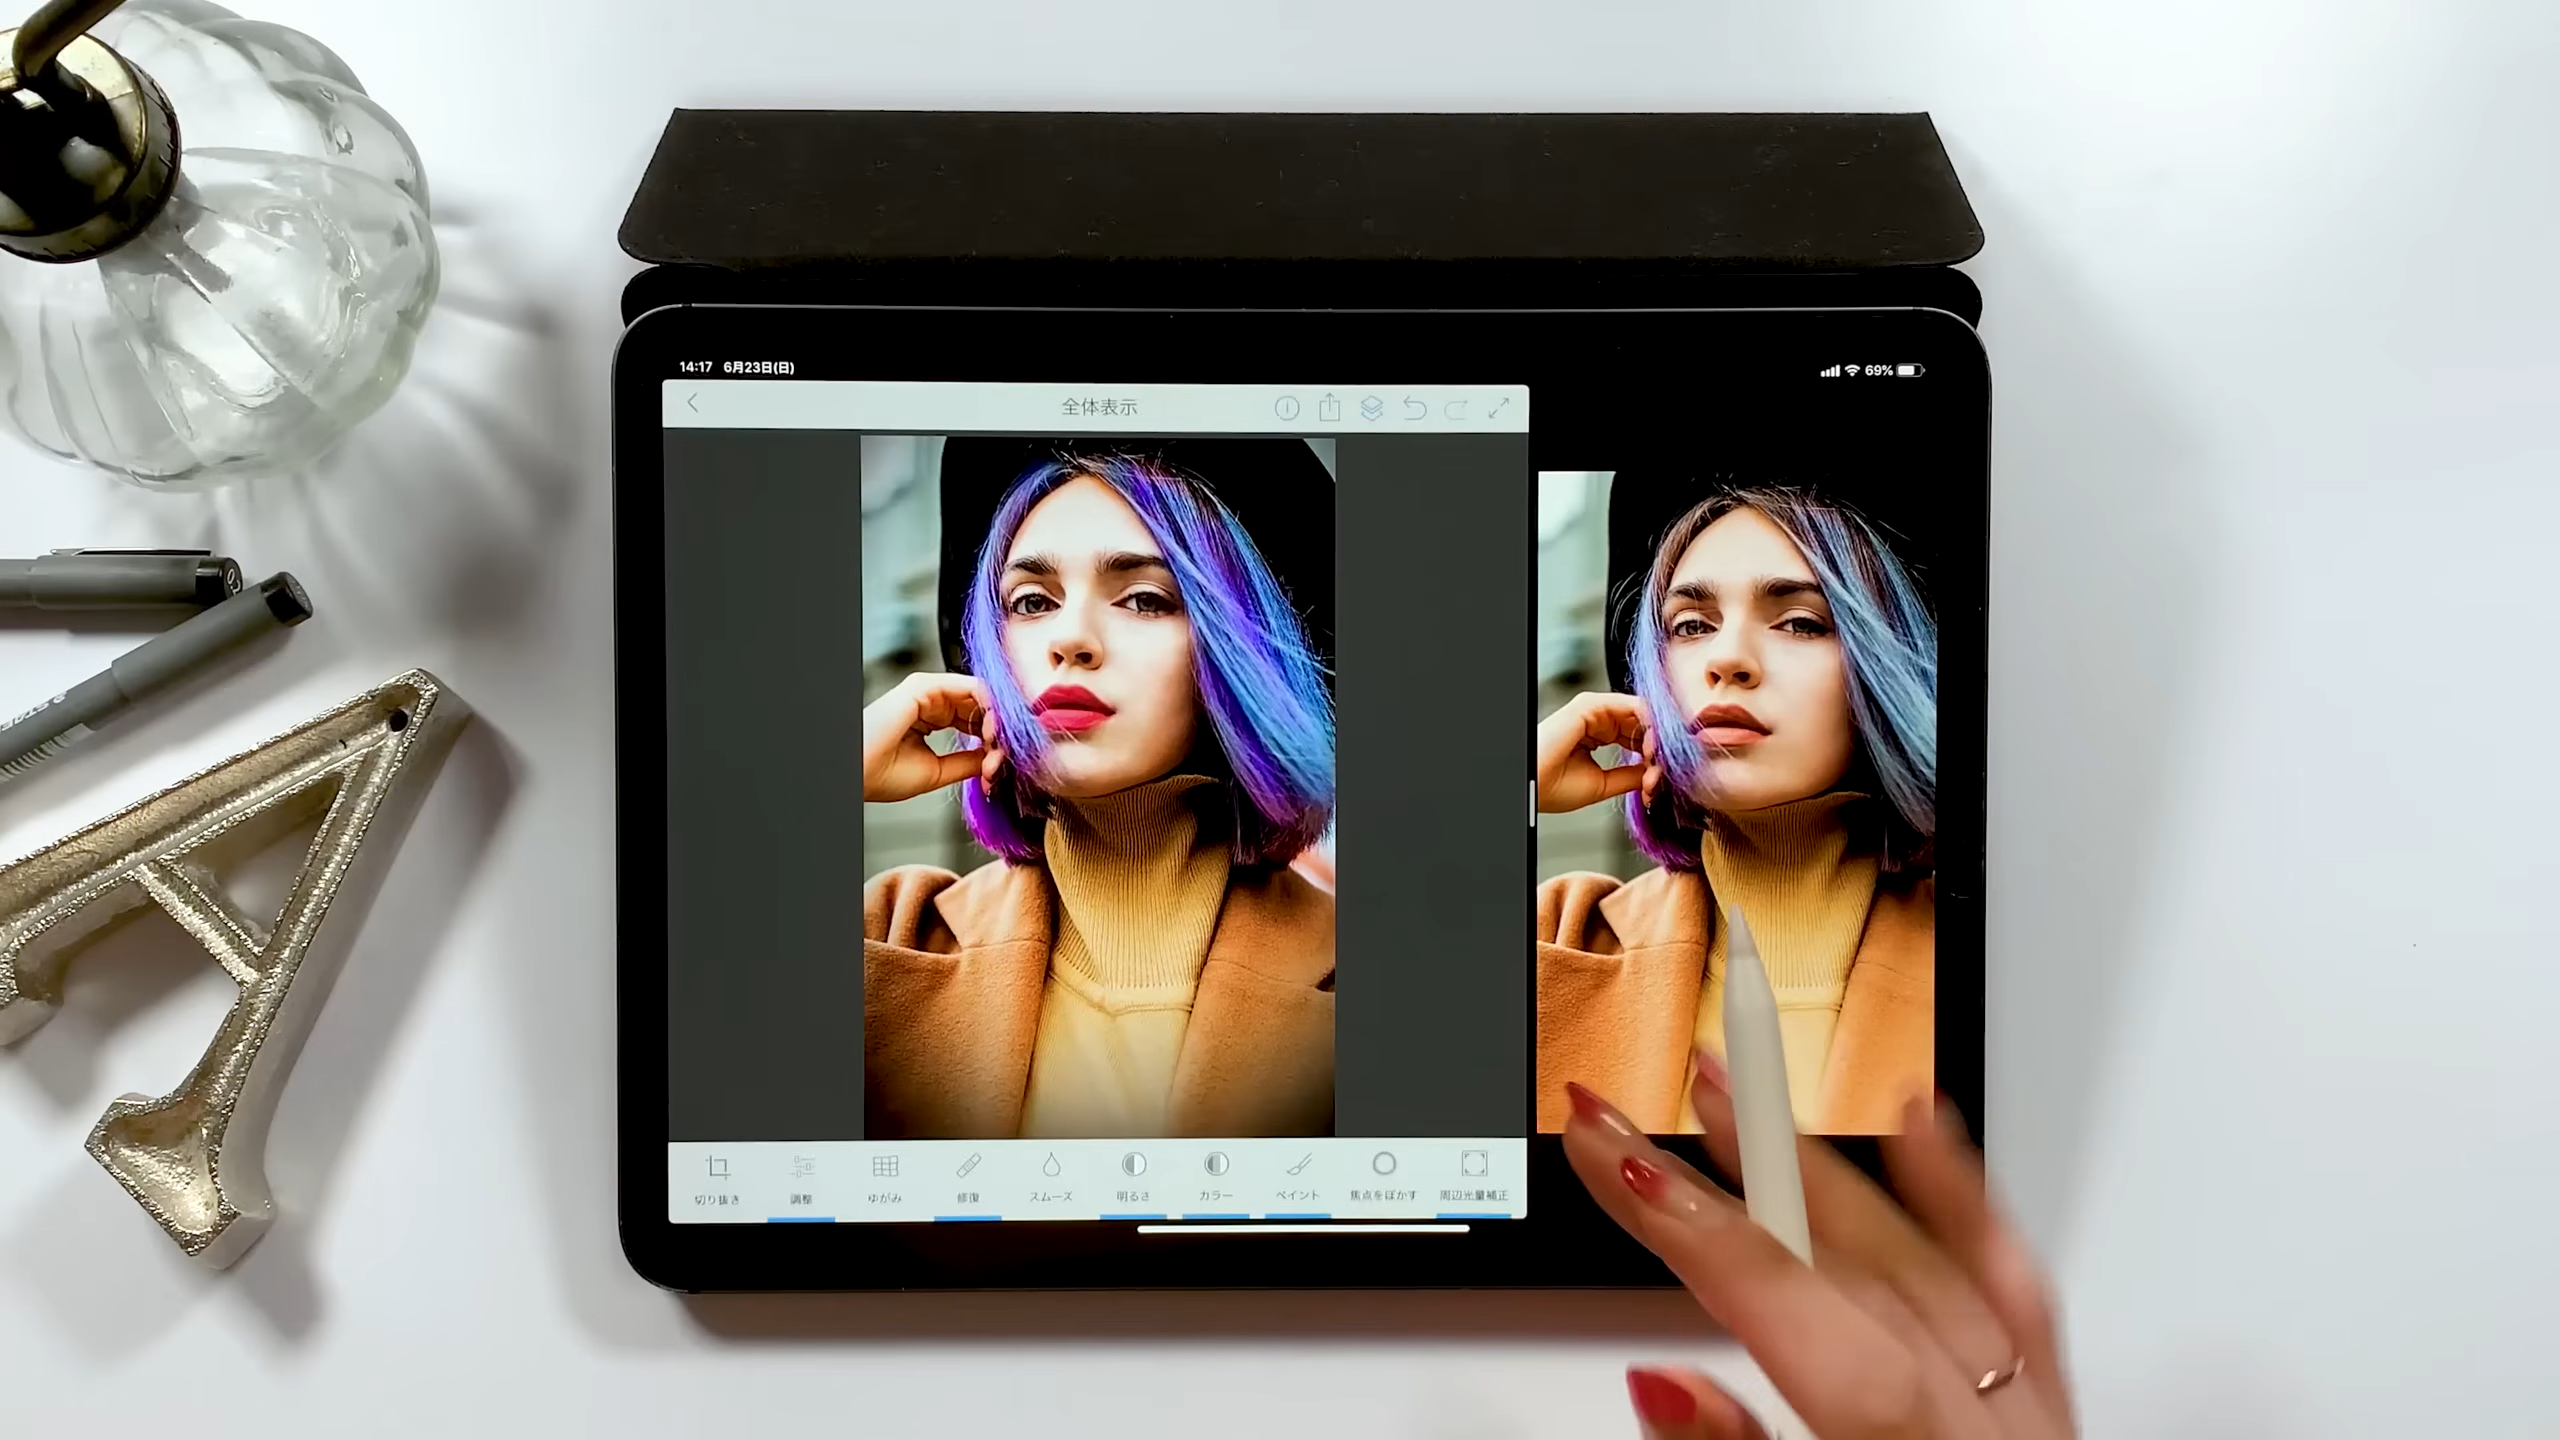 14:17 6月23日(日)
69%
全体表示
切り抜き
調整
ゆがみ
修復
スムーズ
明るさ
カラー
ペイント
焦点をぼかす
周辺光量補正